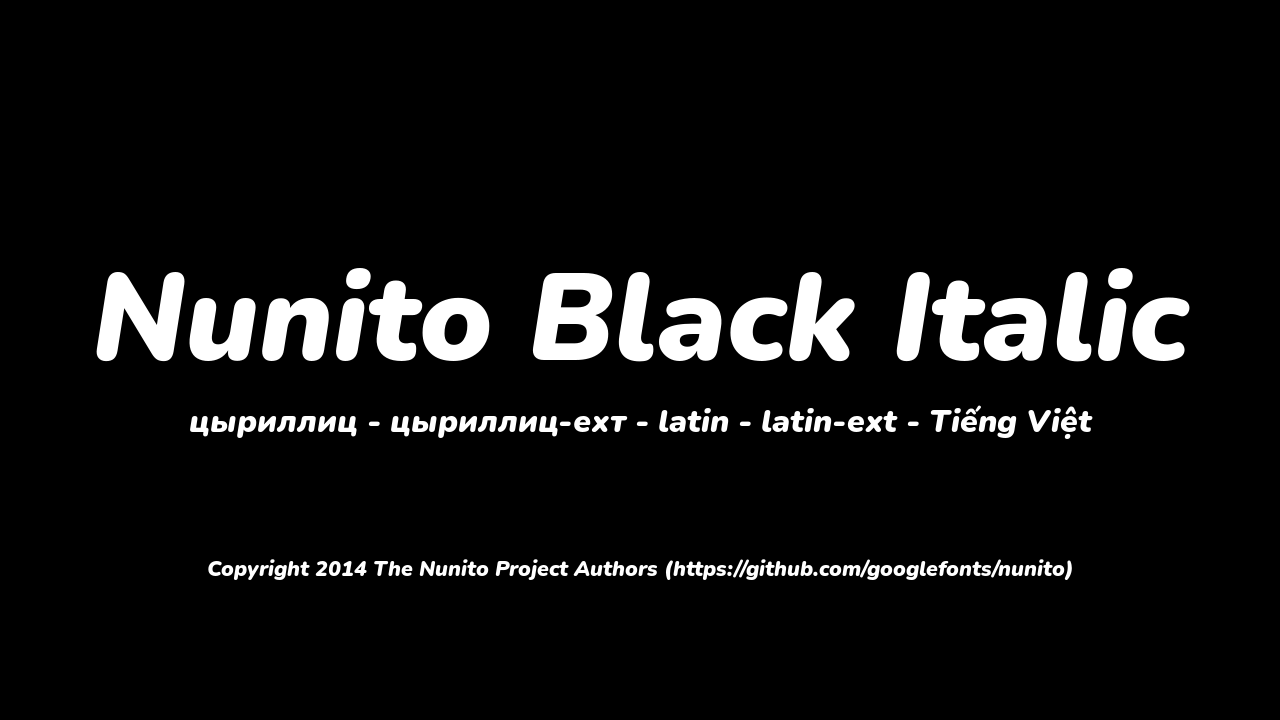 Nunito Black Italic
цыриллиц - цыриллиц-ехт - latin - latin-ext - Tiếng Việt
Copyright 2014 The Nunito Project Authors (https://github.com/googlefonts/nunito)